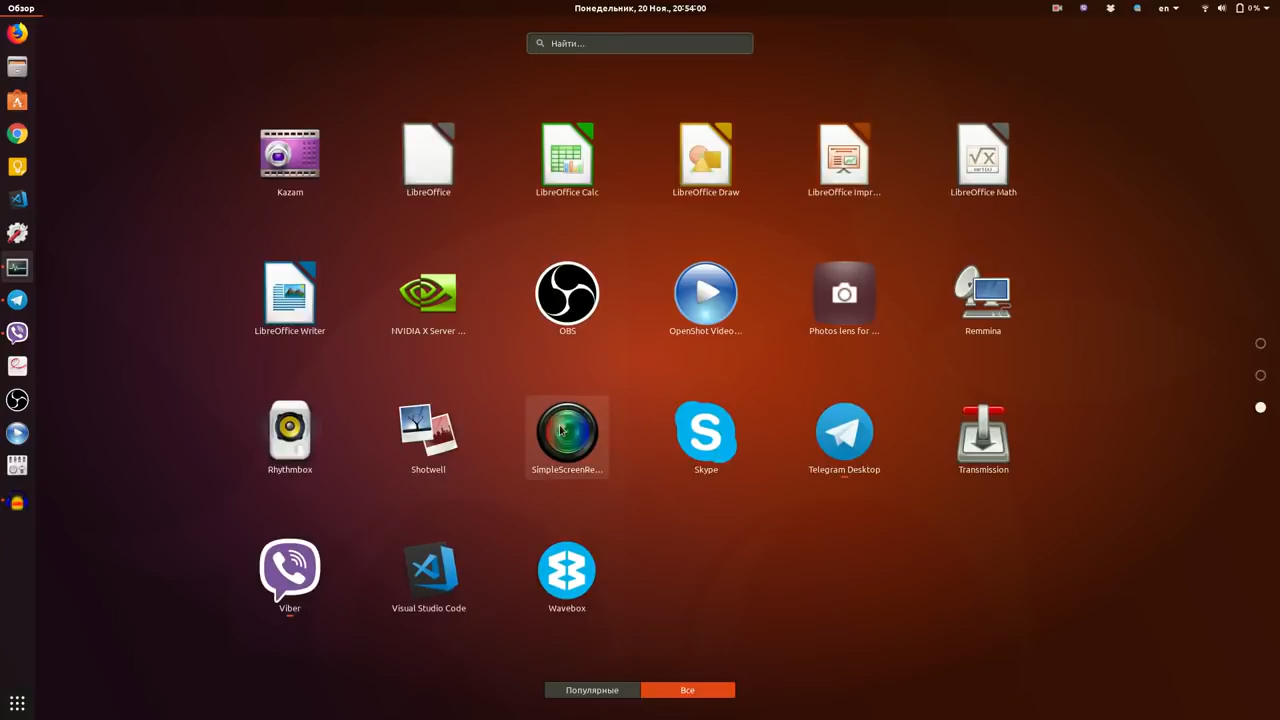 Обзор
Понедельник, 20 Ноя., 20:54:00
en
0 %
Найти…
Kazam
LibreOffice
LibreOffice Calc
LibreOffice Draw
LibreOffice Impr…
LibreOffice Math
LibreOffice Writer
NVIDIA X Server …
OBS
OpenShot Video…
Photos lens for …
Remmina
Rhythmbox
Shotwell
SimpleScreenRe…
Skype
Telegram Desktop
Transmission
Viber
Visual Studio Code
Wavebox
Популярные
Все